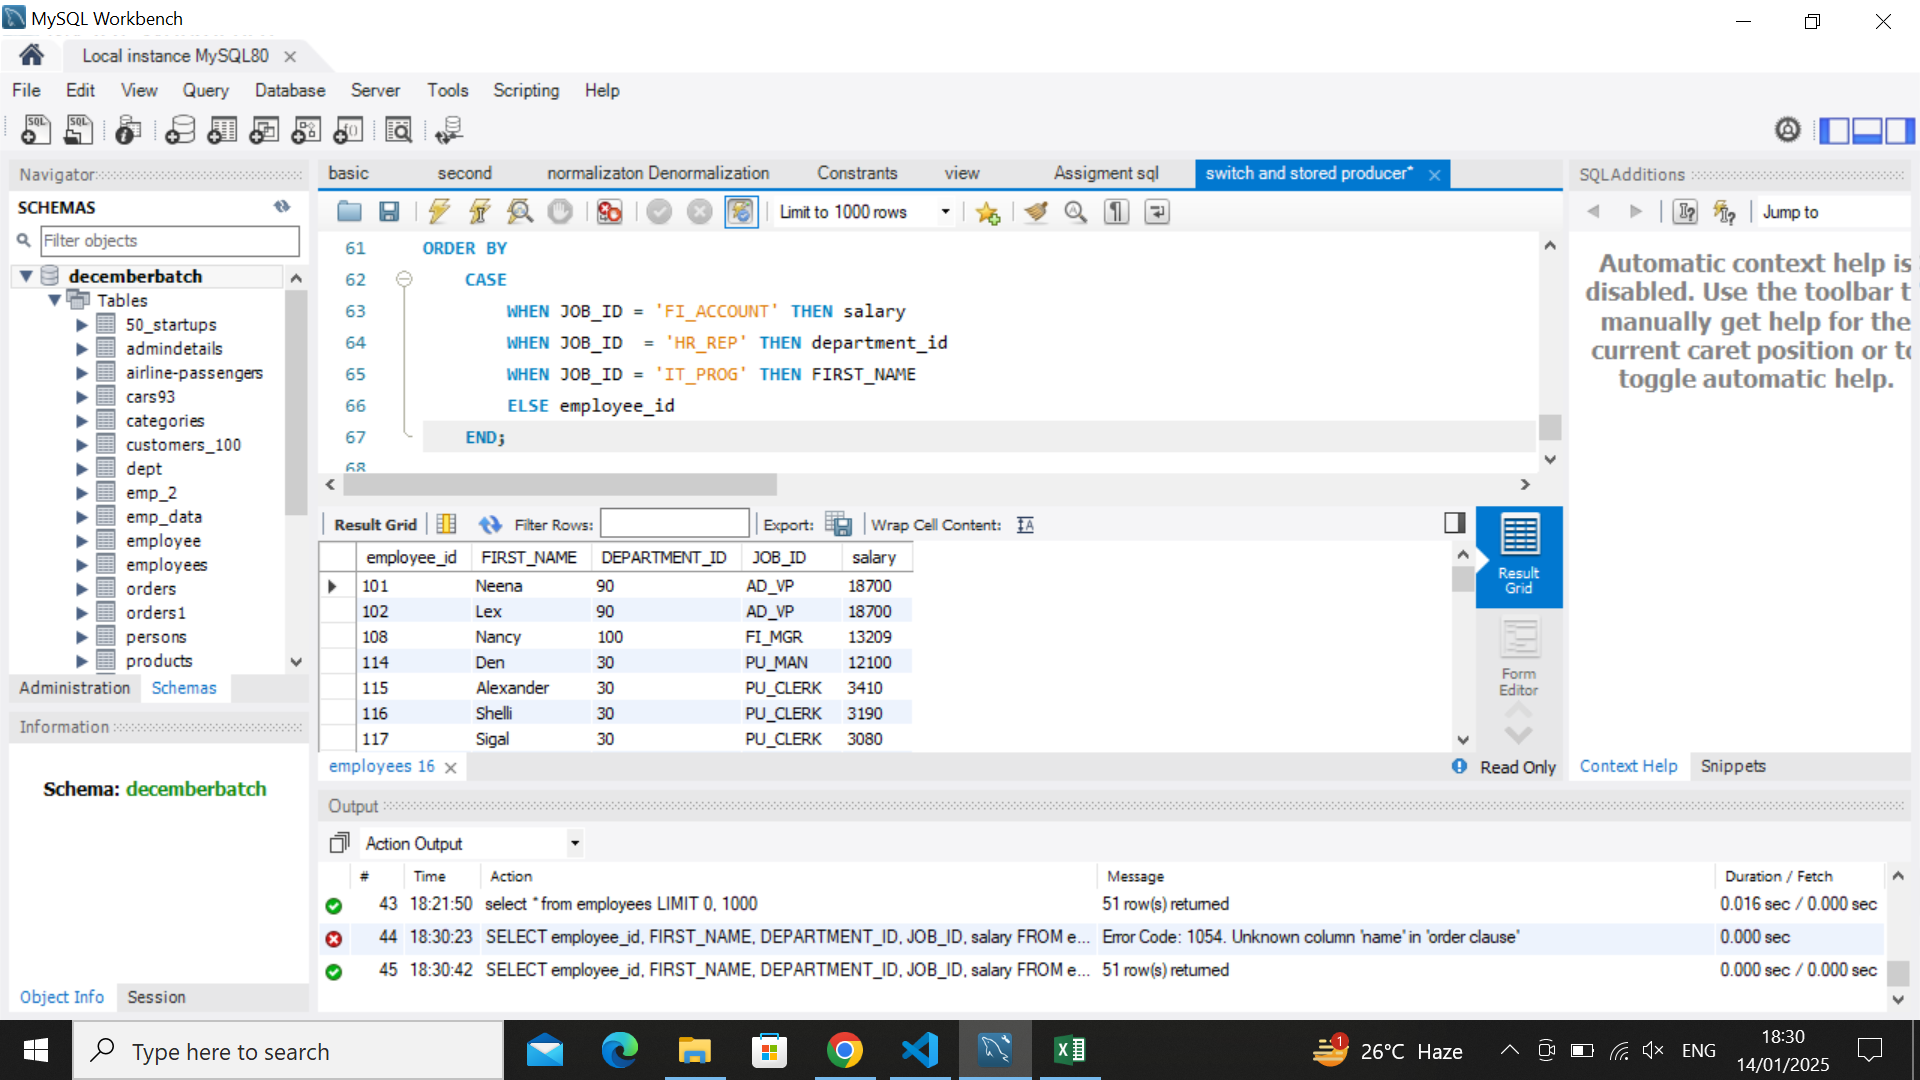 MySQL Workbench
Local instance MySQL80
File Edit View Query Database Server Tools Scripting Help
Navigator
SCHEMAS
Filter objects
decemberbatch
Tables
50_startups
admindetails
airline-passengers
cars93
categories
customers_100
dept
emp_2
emp_data
employee
employees
orders
orders1
persons
products
Administration Schemas
Information
Schema: decemberbatch
Object Info Session
basic second normalizaton Denormalization Constrants view Assigment sql switch and stored producer*
Limit to 1000 rows
61 ORDER BY
62 CASE
63 WHEN JOB_ID = 'FI_ACCOUNT' THEN salary
64 WHEN JOB_ID  = 'HR_REP' THEN department_id
65 WHEN JOB_ID = 'IT_PROG' THEN FIRST_NAME
66 ELSE employee_id
67 END;
68
Result Grid Filter Rows: Export: Wrap Cell Content:
employee_id FIRST_NAME DEPARTMENT_ID JOB_ID salary
101 Neena 90 AD_VP 18700
102 Lex 90 AD_VP 18700
108 Nancy 100 FI_MGR 13209
114 Den 30 PU_MAN 12100
115 Alexander 30 PU_CLERK 3410
116 Shelli 30 PU_CLERK 3190
117 Sigal 30 PU_CLERK 3080
Result
Grid
Form
Editor
employees 16
Read Only
SQLAdditions
Jump to
Automatic context help is
disabled. Use the toolbar t
manually get help for the
current caret position or to
toggle automatic help.
Context Help Snippets
Output
Action Output
# Time Action Message Duration / Fetch
43 18:21:50 select * from employees LIMIT 0, 1000 51 row(s) returned 0.016 sec / 0.000 sec
44 18:30:23 SELECT employee_id, FIRST_NAME, DEPARTMENT_ID, JOB_ID, salary FROM e... Error Code: 1054. Unknown column 'name' in 'order clause' 0.000 sec
45 18:30:42 SELECT employee_id, FIRST_NAME, DEPARTMENT_ID, JOB_ID, salary FROM e... 51 row(s) returned 0.000 sec / 0.000 sec
Type here to search
1
26°C Haze
ENG
18:30
14/01/2025